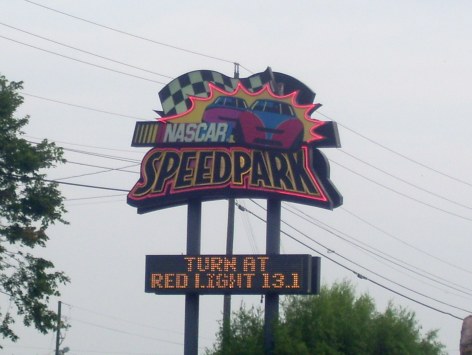 NASCAR
SPEEDPARK
TURN AT
RED LIGHT 13.1